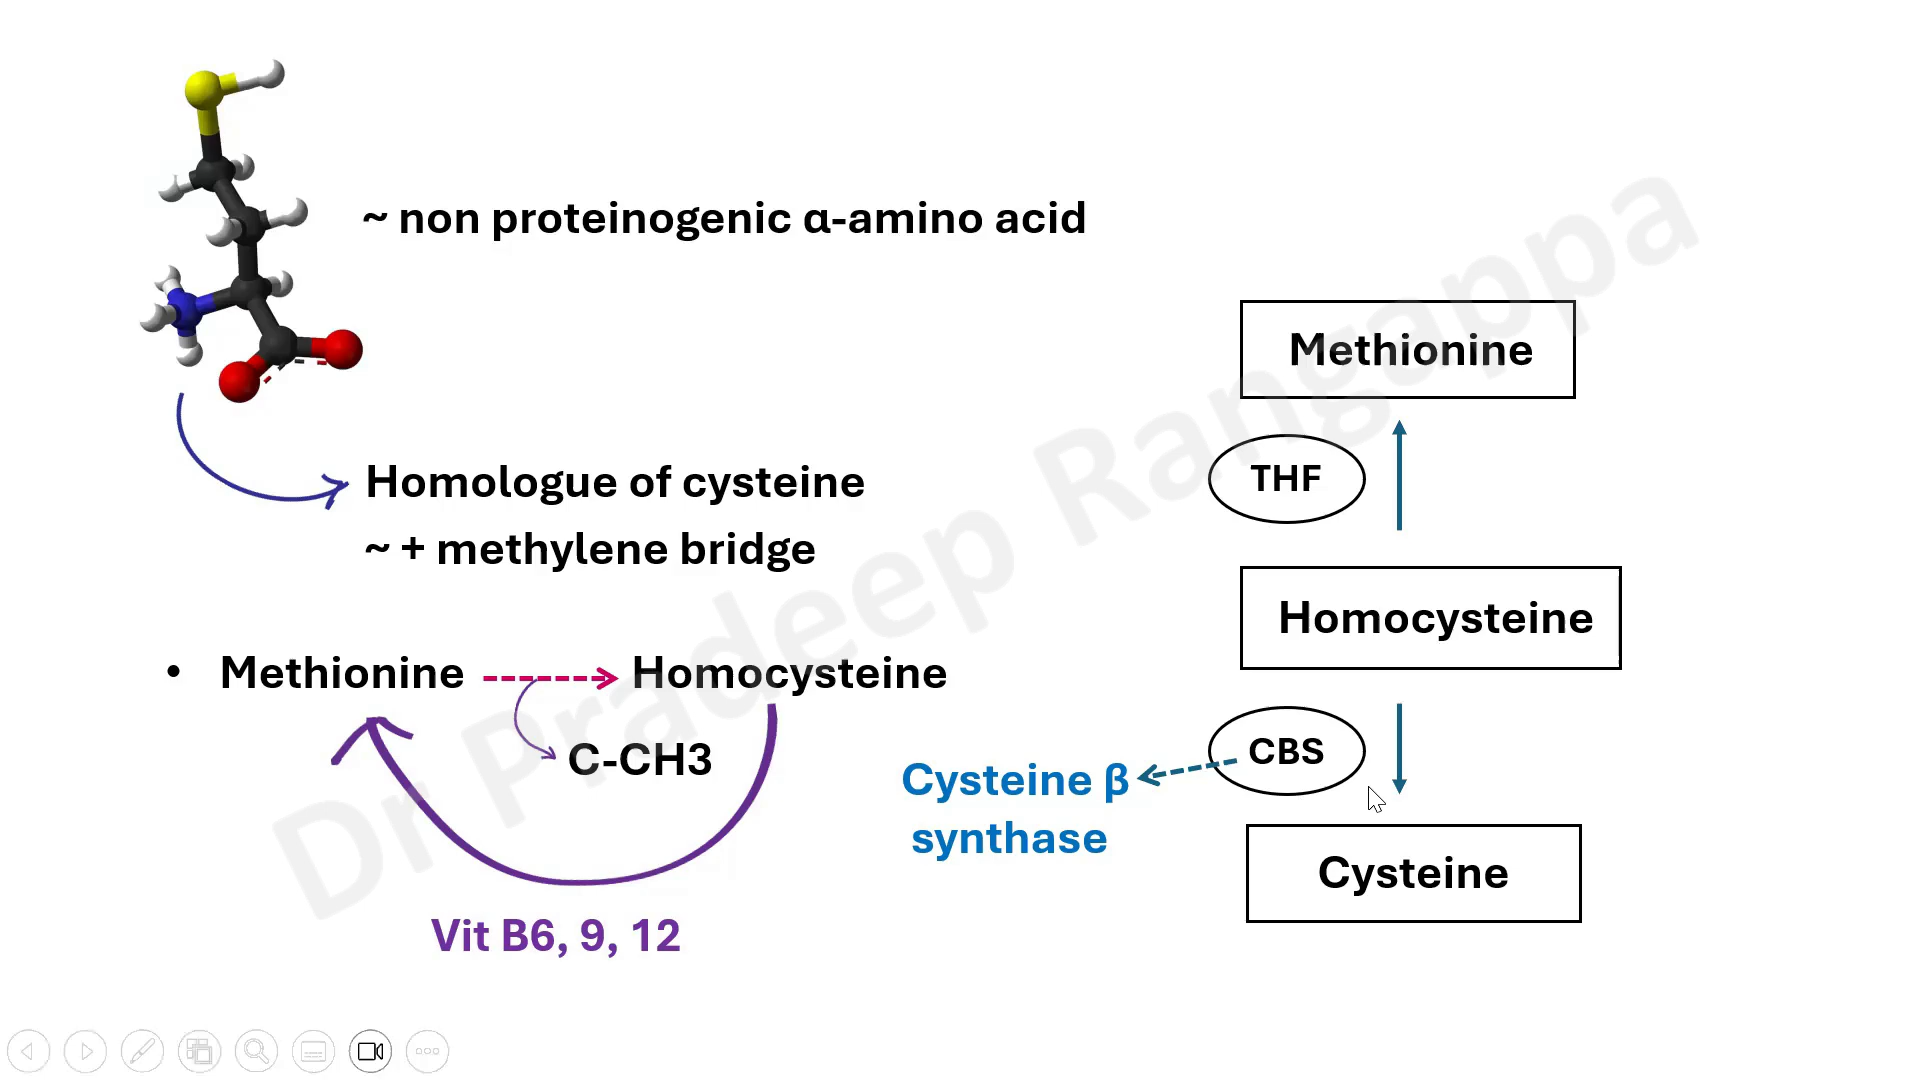 ~ non proteinogenic α-amino acid
Homologue of cysteine
~ + methylene bridge
• Methionine Homocysteine
C-CH3
Vit B6, 9, 12
Methionine
THF
Homocysteine
CBS
Cysteine β
synthase
Cysteine
Dr Pradeep Rangappa